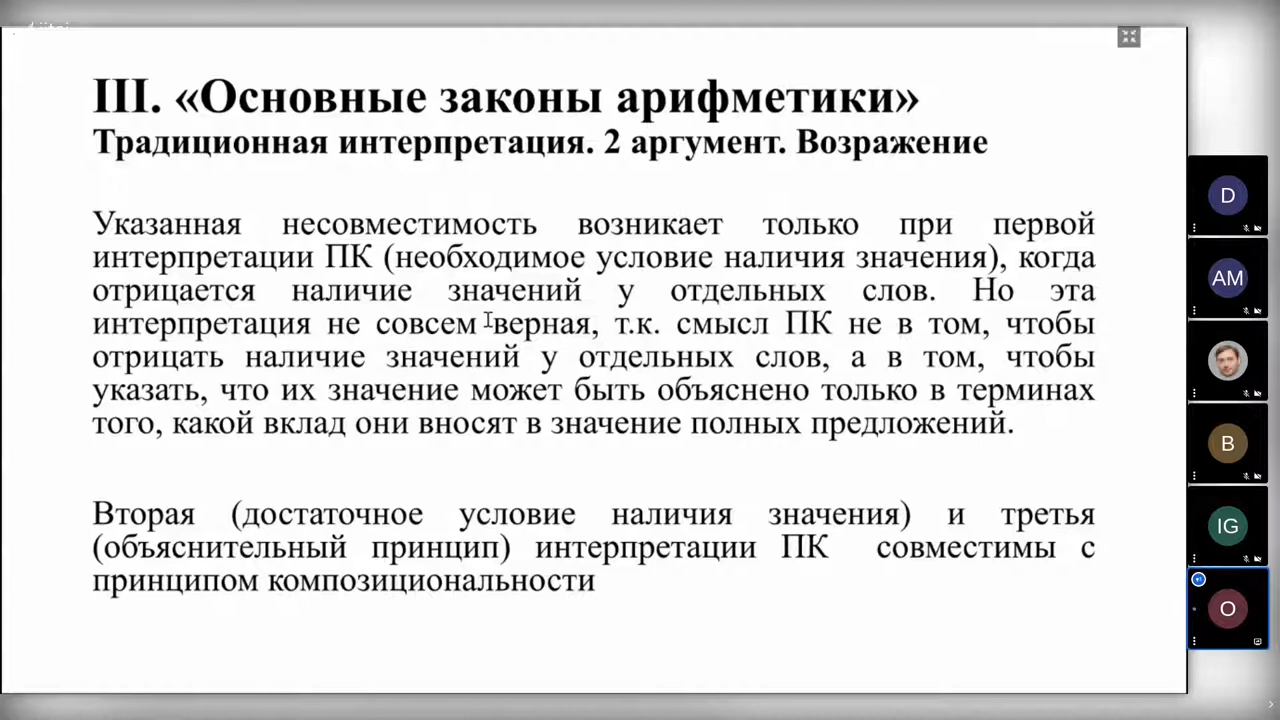 III. «Основные законы арифметики»
Традиционная интерпретация. 2 аргумент. Возражение
Указанная несовместимость возникает только при первой
интерпретации ПК (необходимое условие наличия значения), когда
отрицается наличие значений у отдельных слов. Но эта
интерпретация не совсем верная, т.к. смысл ПК не в том, чтобы
отрицать наличие значений у отдельных слов, а в том, чтобы
указать, что их значение может быть объяснено только в терминах
того, какой вклад они вносят в значение полных предложений.
Вторая (достаточное условие наличия значения) и третья
(объяснительный принцип) интерпретации ПК совместимы с
принципом композициональности
D
AM
B
IG
O